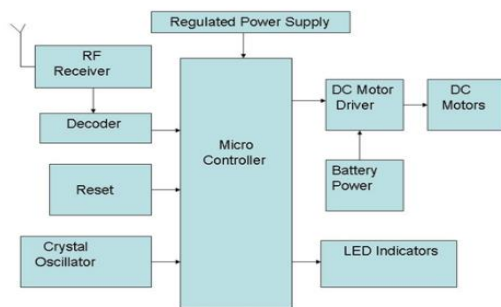 Regulated Power Supply
RF
Receiver
Decoder
Reset
Crystal
Oscillator
Micro
Controller
DC Motor
Driver
DC
Motors
Battery
Power
LED Indicators